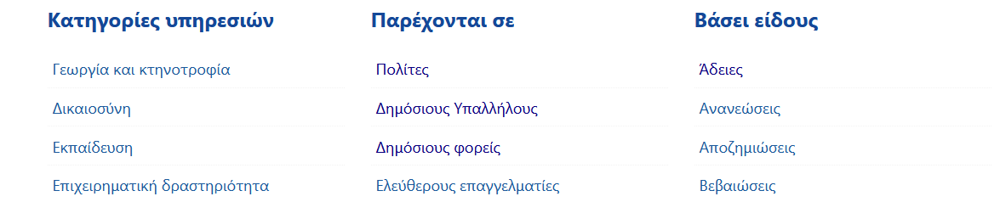 Κατηγορίες υπηρεσιών
Παρέχονται σε
Βάσει είδους
Γεωργία και κτηνοτροφία
Πολίτες
Άδειες
Δικαιοσύνη
Δημόσιους Υπαλλήλους
Ανανεώσεις
Εκπαίδευση
Δημόσιους φορείς
Αποζημιώσεις
Επιχειρηματική δραστηριότητα
Ελεύθερους επαγγελματίες
Βεβαιώσεις